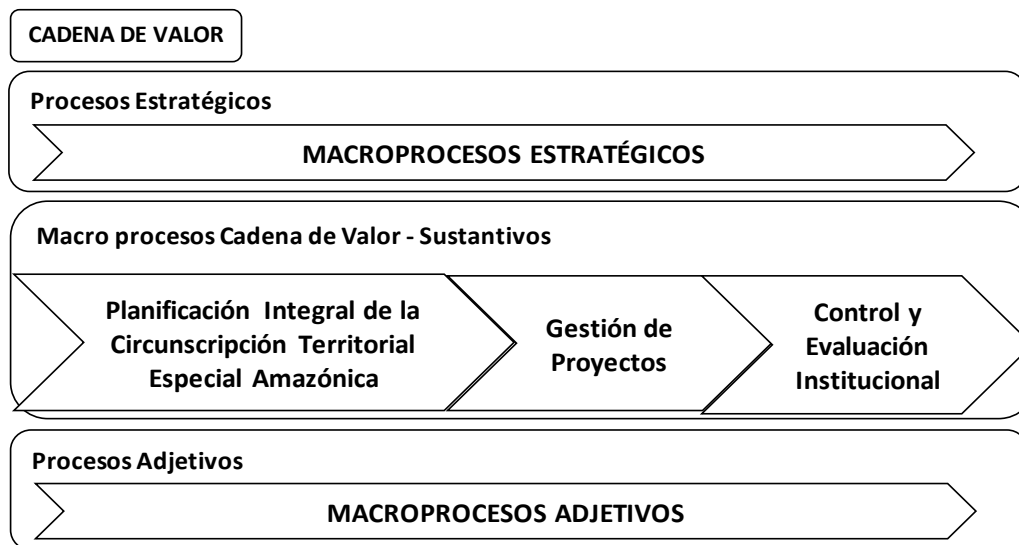 CADENA DE VALOR
Procesos Estratégicos
MACROPROCESOS ESTRATÉGICOS
Macro procesos Cadena de Valor - Sustantivos
Planificación Integral de la
Circunscripción Territorial
Especial Amazónica
Gestión de
Proyectos
Control y
Evaluación
Institucional
Procesos Adjetivos
MACROPROCESOS ADJETIVOS